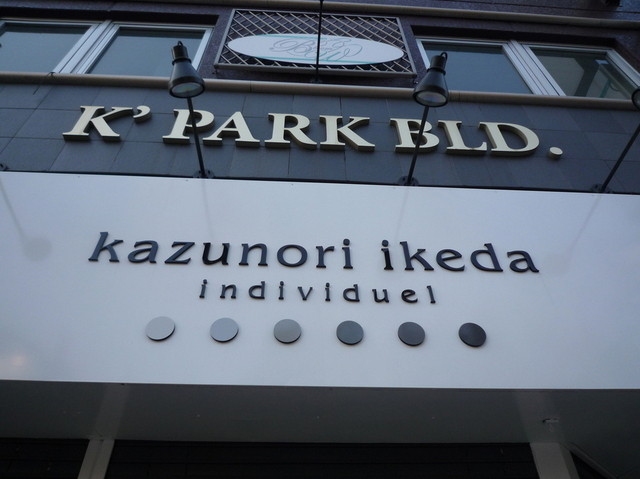 K' PARK BLD.
kazunori ikeda
individuel